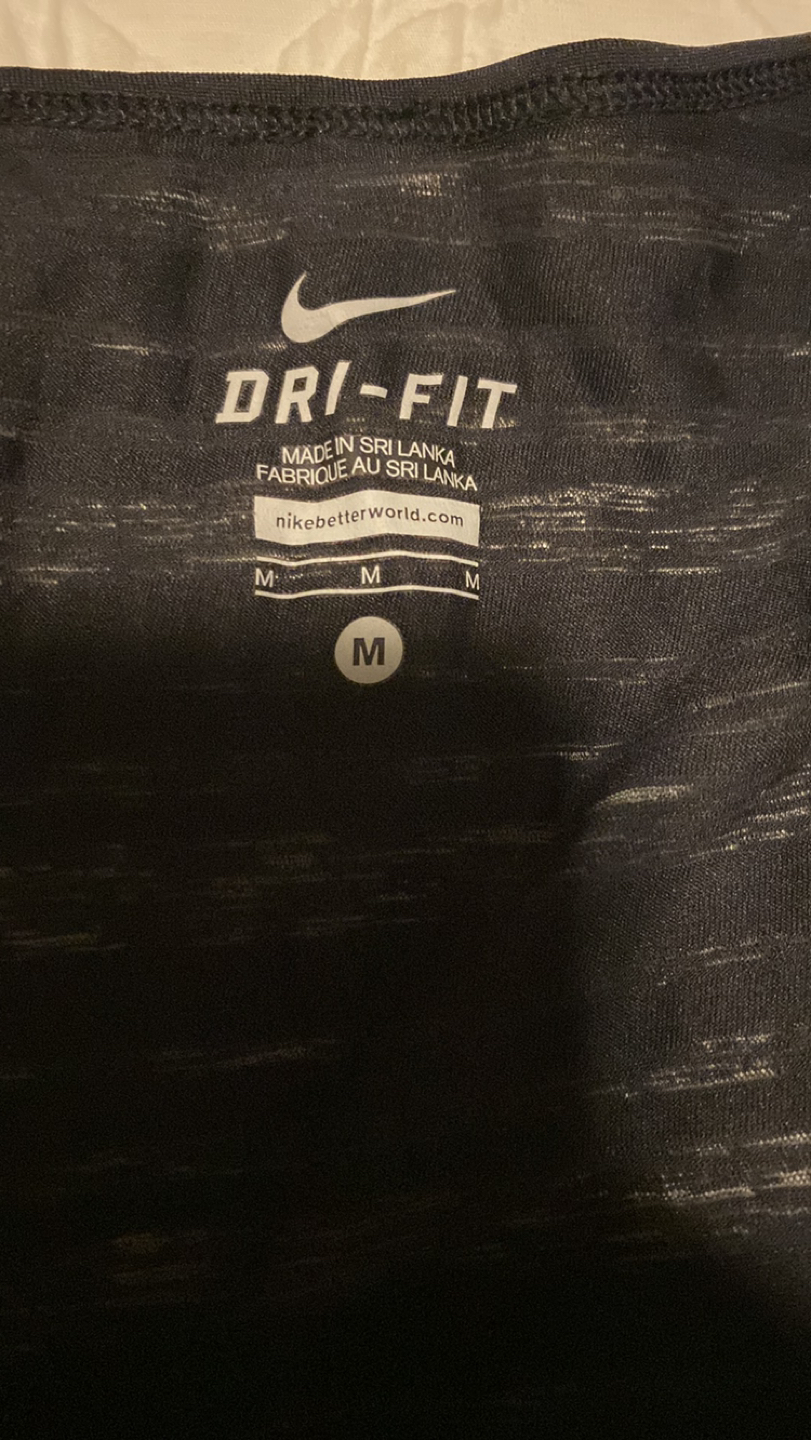 DRI-FIT
MADE IN SRI LANKA
FABRIQUE AU SRI LANKA
nikebetterworld.com
M M M
M